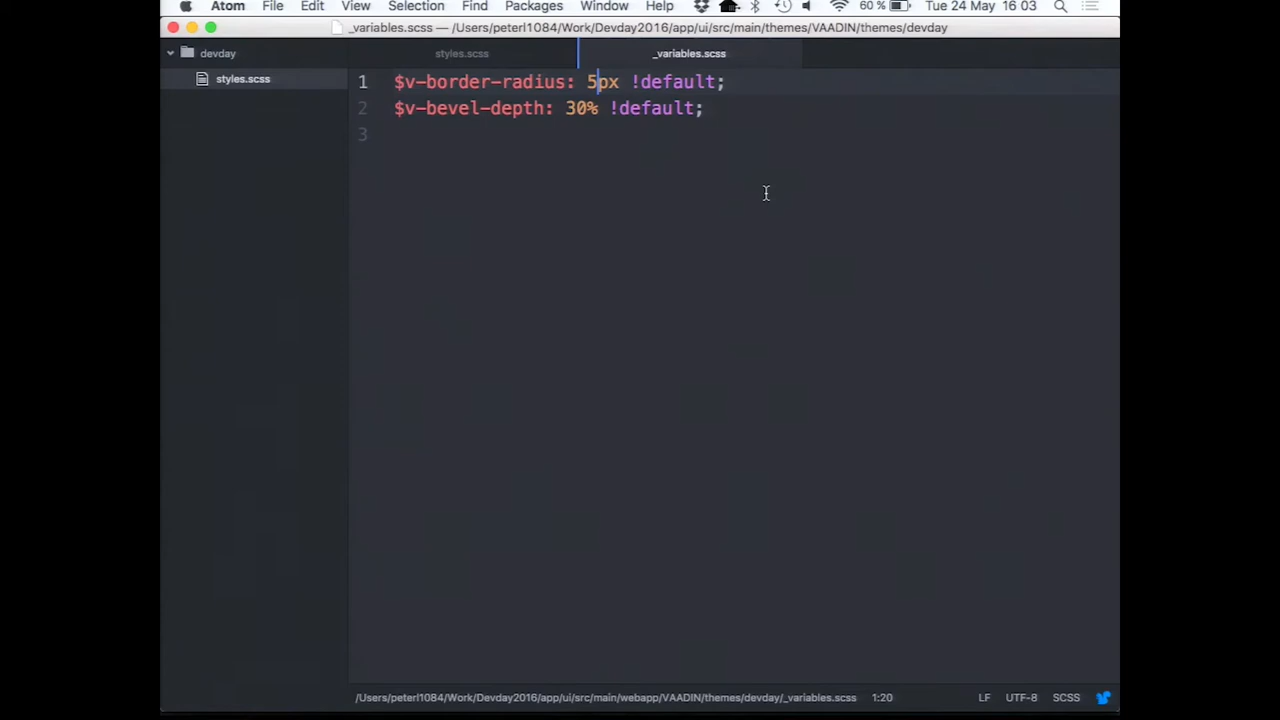 Atom File Edit View Selection Find Packages Window Help 60 % Tue 24 May 16 03
_variables.scss — /Users/peterl1084/Work/Devday2016/app/ui/src/main/themes/VAADIN/themes/devday
devday
styles.scss
styles.scss
_variables.scss
1 $v-border-radius: 5px !default;
2 $v-bevel-depth: 30% !default;
3
/Users/peterl1084/Work/Devday2016/app/ui/src/main/webapp/VAADIN/themes/devday/_variables.scss 1:20
LF UTF-8 SCSS